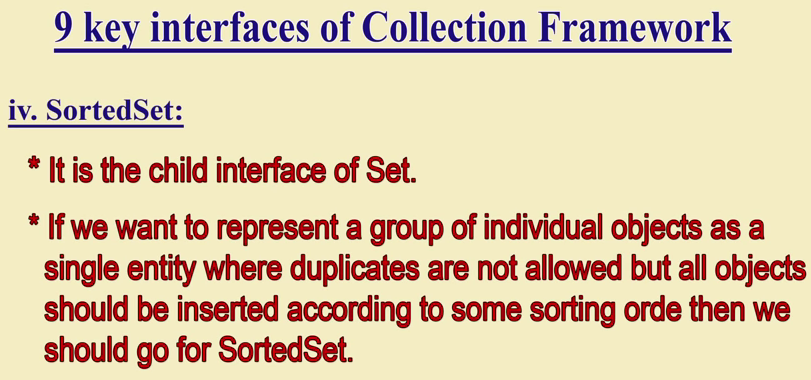 9 key interfaces of Collection Framework
iv. SortedSet:
* It is the child interface of Set.
* If we want to represent a group of individual objects as a
single entity where duplicates are not allowed but all objects
should be inserted according to some sorting orde then we
should go for SortedSet.